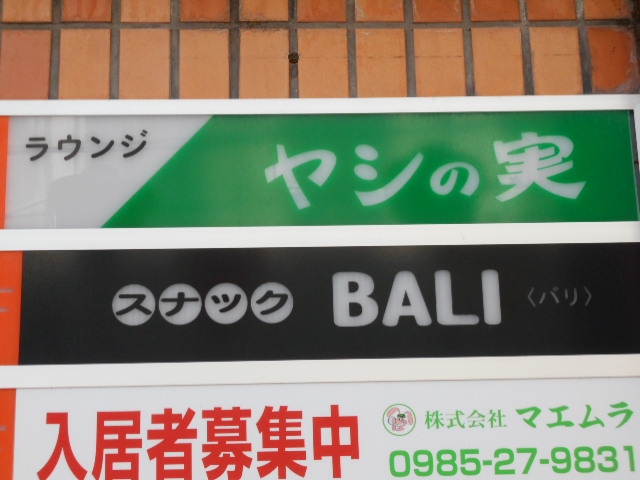 ラウンジ ヤシの実
スナック BALI 〈バリ〉
入居者募集中
株式会社 マエムラ
0985-27-9831